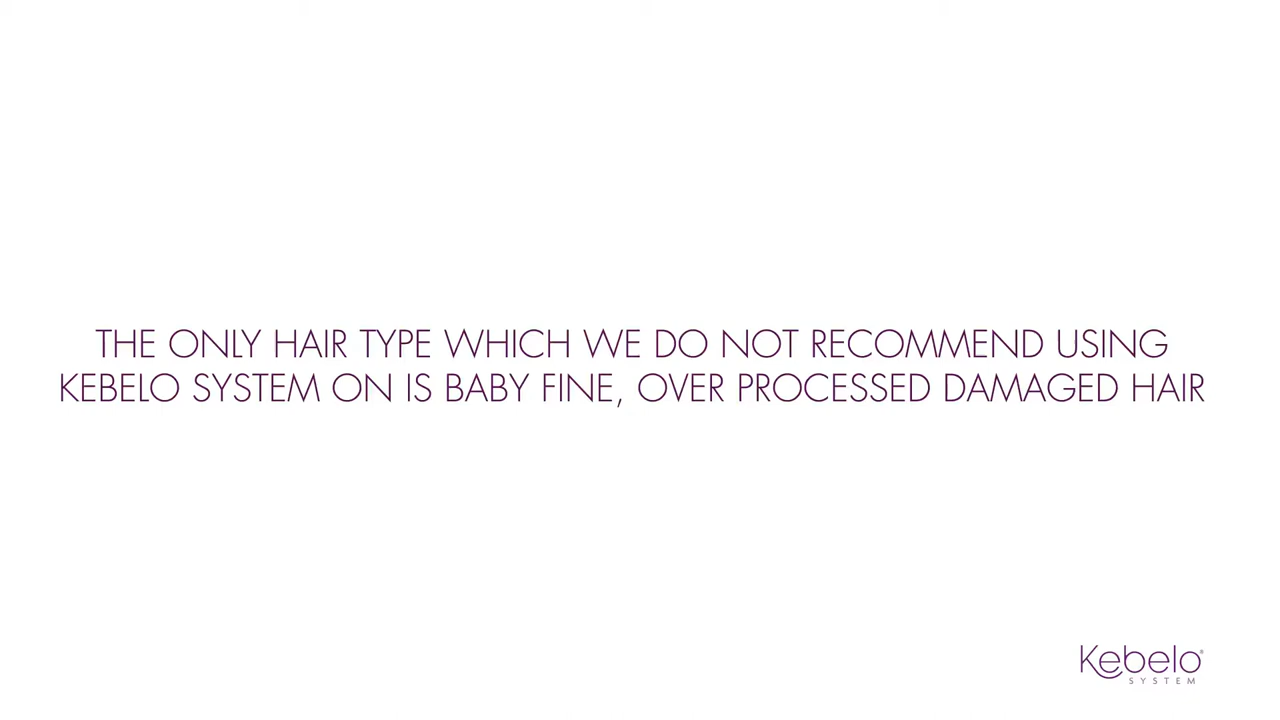 THE ONLY HAIR TYPE WHICH WE DO NOT RECOMMEND USING
KEBELO SYSTEM ON IS BABY FINE, OVER PROCESSED DAMAGED HAIR
Kebelo®
SYSTEM